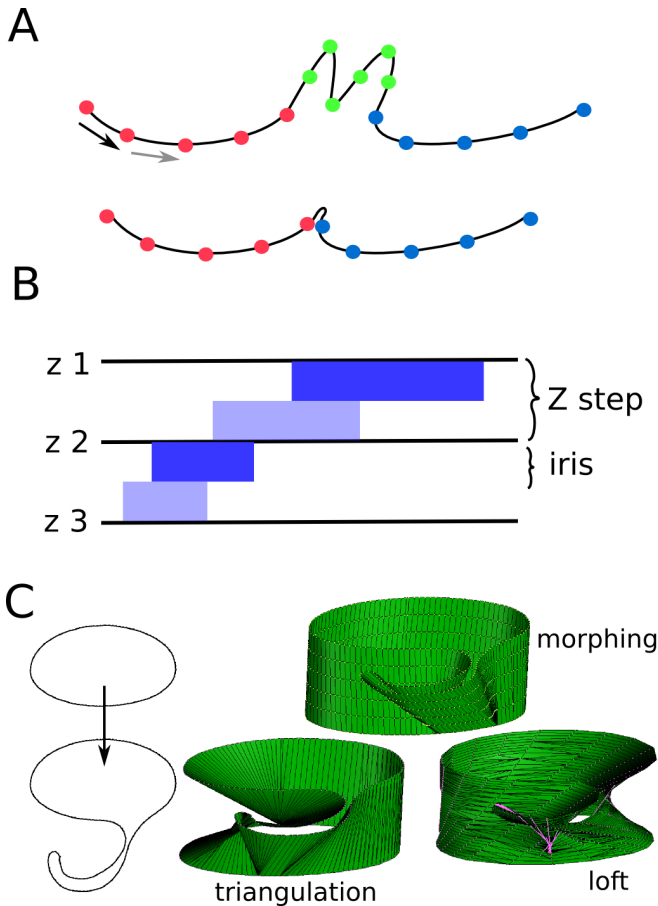 A
B
z 1
Z step
z 2
iris
z 3
C
morphing
triangulation
loft